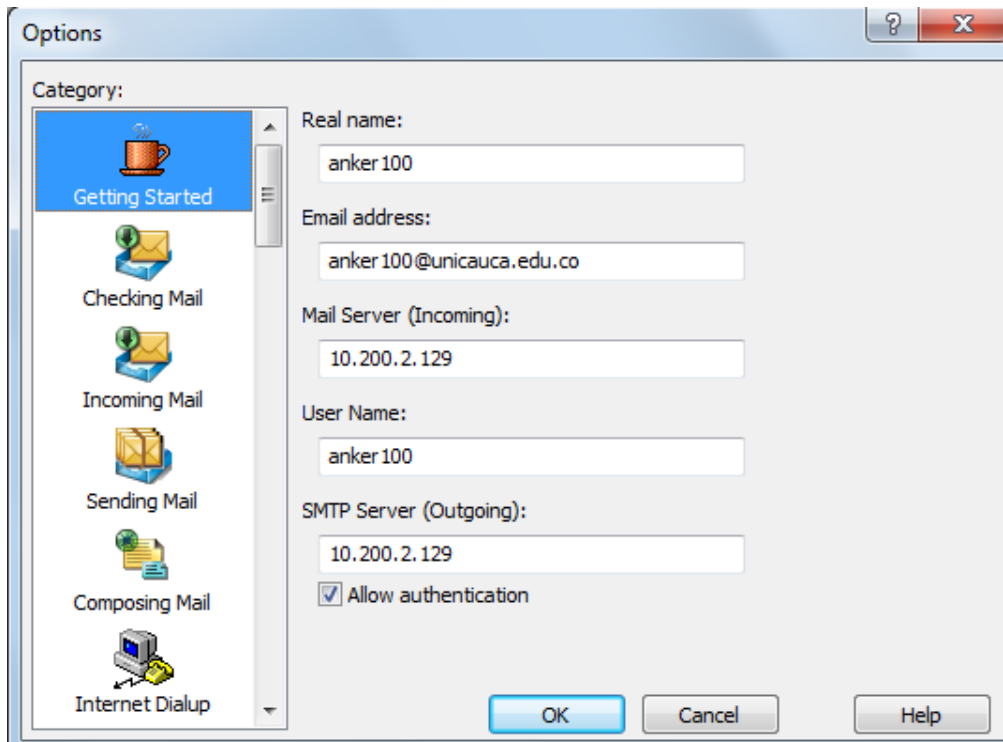 Options
Category:
Getting Started
Checking Mail
Incoming Mail
Sending Mail
Composing Mail
Internet Dialup
Real name:
anker100
Email address:
anker100@unicauca.edu.co
Mail Server (Incoming):
10.200.2.129
User Name:
anker100
SMTP Server (Outgoing):
10.200.2.129
Allow authentication
OK
Cancel
Help